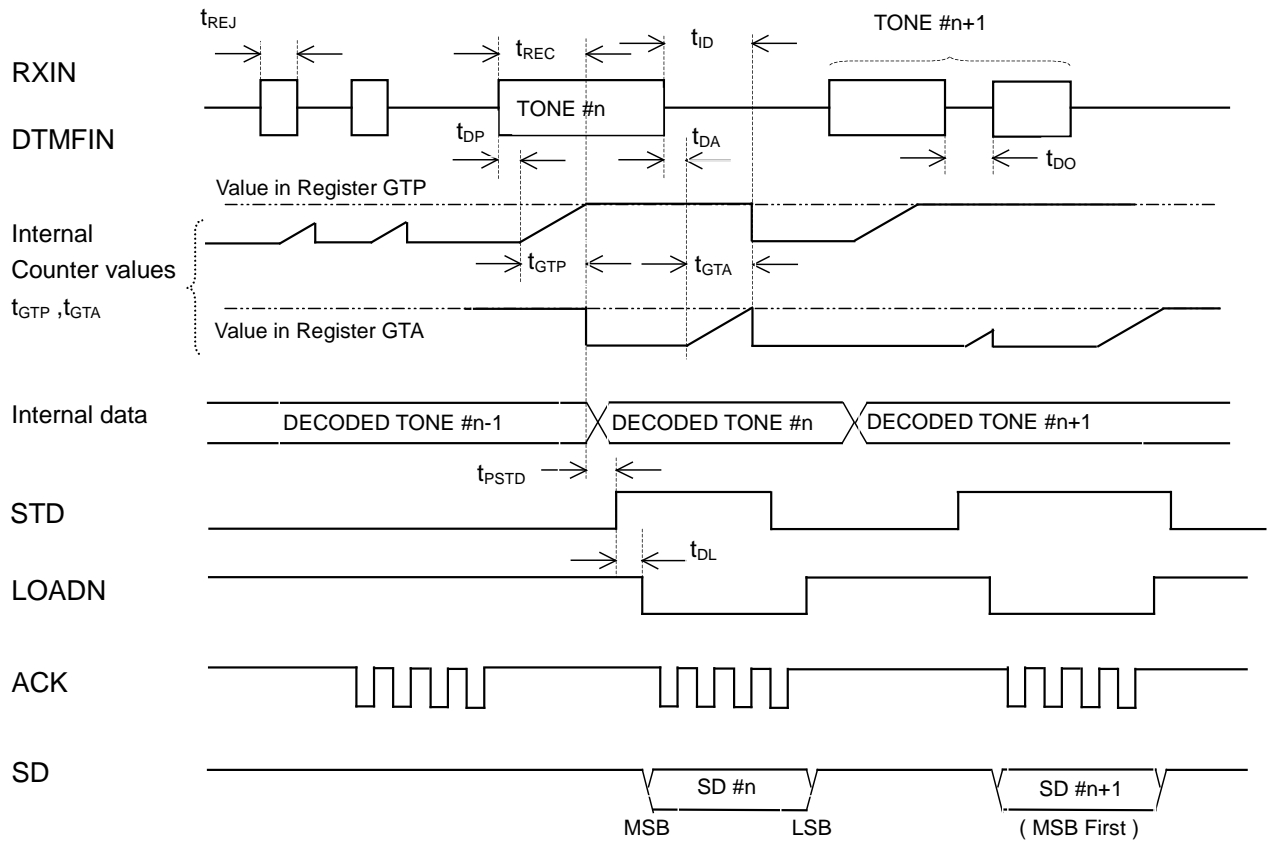 tREJ
tREC
tID
TONE #n+1
RXIN
TONE #n
DTMFIN
tDP
tDA
tDO
Value in Register GTP
Internal
Counter values
tGTP ,tGTA
tGTP
tGTA
Value in Register GTA
Internal data
DECODED TONE #n-1
DECODED TONE #n
DECODED TONE #n+1
tPSTD
STD
tDL
LOADN
ACK
SD
SD #n
SD #n+1
MSB
LSB
( MSB First )